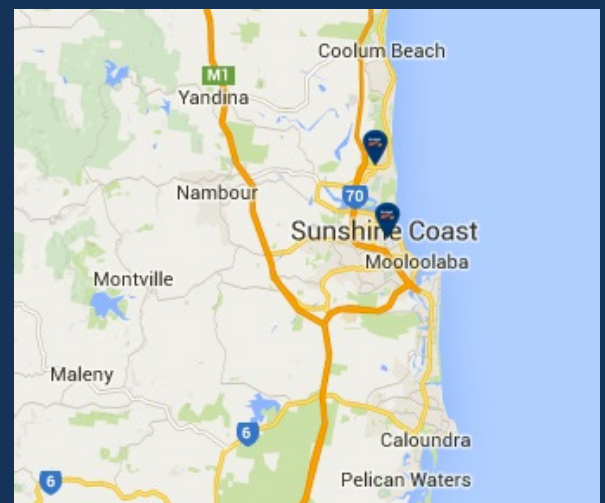 Coolum Beach
M1
Yandina
Nambour
70
Sunshine Coast
Mooloolaba
Montville
Maleny
6
Caloundra
6
Pelican Waters